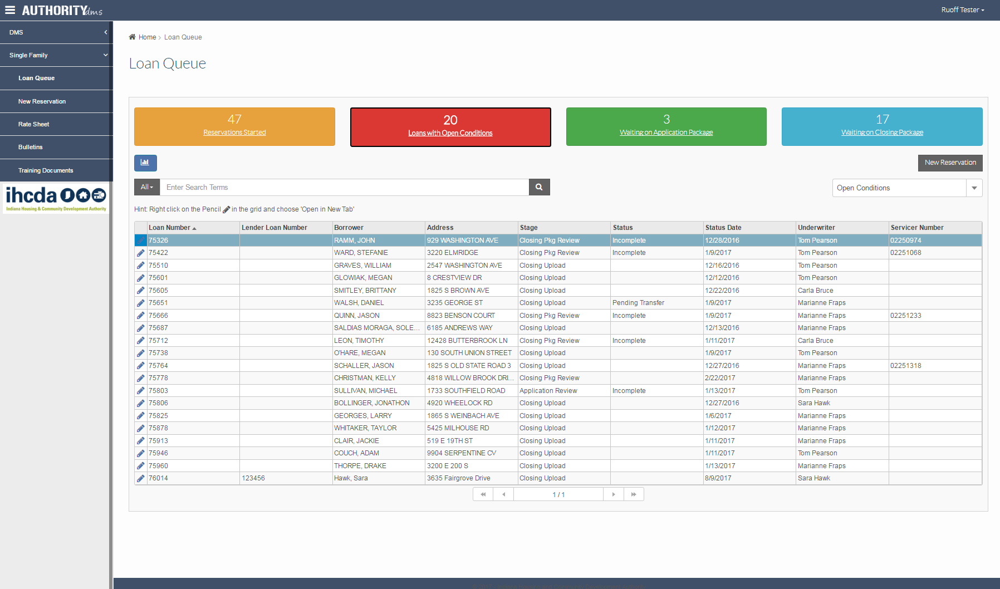 AUTHORITYdms
Ruoff Tester
DMS
Single Family
Loan Queue
New Reservation
Rate Sheet
Bulletins
Training Documents
ihcda
Indiana Housing & Community Development Authority
Home > Loan Queue
Loan Queue
47
Reservations Started
20
Loans with Open Conditions
3
Waiting on Application Package
17
Waiting on Closing Package
New Reservation
All Enter Search Terms
Open Conditions
Hint: Right click on the Pencil in the grid and choose 'Open in New Tab'
Loan Number Lender Loan Number Borrower Address Stage Status Status Date Underwriter Servicer Number
75326 RAMM, JOHN 929 WASHINGTON AVE Closing Pkg Review Incomplete 12/28/2016 Tom Pearson 02250974
75422 WARD, STEFANIE 3220 ELMRIDGE Closing Pkg Review Incomplete 1/9/2017 Tom Pearson 02251068
75510 GRAVES, WILLIAM 2547 WASHINGTON AVE Closing Upload 12/16/2016 Tom Pearson
75601 GLOWIAK, MEGAN 8 CRESTVIEW DR Closing Upload 12/12/2016 Tom Pearson
75605 SMITLEY, BRITTANY 1825 S BROWN AVE Closing Upload 12/22/2016 Carla Bruce
75651 WALSH, DANIEL 3235 GEORGE ST Closing Upload Pending Transfer 1/9/2017 Marianne Fraps
75666 QUINN, JASON 8823 BENSON COURT Closing Pkg Review Incomplete 1/9/2017 Marianne Fraps 02251233
75687 SALDIAS MORAGA, SOLE... 6185 ANDREWS WAY Closing Upload 12/13/2016 Marianne Fraps
75712 LEON, TIMOTHY 12428 BUTTERBROOK LN Closing Pkg Review Incomplete 1/11/2017 Carla Bruce
75738 O'HARE, MEGAN 130 SOUTH UNION STREET Closing Upload 1/9/2017 Tom Pearson
75764 SCHALLER, JASON 1825 S OLD STATE ROAD 3 Closing Upload 12/27/2016 Marianne Fraps 02251318
75778 CHRISTMAN, KELLY 4818 WILLOW BROOK DRI... Closing Pkg Review 2/22/2017 Marianne Fraps
75803 SULLIVAN, MICHAEL 1733 SOUTHFIELD ROAD Application Review Incomplete 1/13/2017 Tom Pearson
75806 BOLLINGER, JONATHON 4920 WHEELOCK RD Closing Upload 12/27/2016 Sara Hawk
75825 GEORGES, LARRY 1865 S WEINBACH AVE Closing Upload 1/6/2017 Marianne Fraps
75878 WHITAKER, TAYLOR 5425 MILHOUSE RD Closing Upload 1/12/2017 Marianne Fraps
75913 CLAIR, JACKIE 519 E 19TH ST Closing Upload 1/11/2017 Marianne Fraps
75946 COUCH, ADAM 9904 SERPENTINE CV Closing Upload 1/11/2017 Tom Pearson
75960 THORPE, DRAKE 3200 E 200 S Closing Upload 1/13/2017 Marianne Fraps
76014 123456 Hawk, Sara 3635 Fairgrove Drive Closing Upload 8/9/2017 Sara Hawk
1 / 1